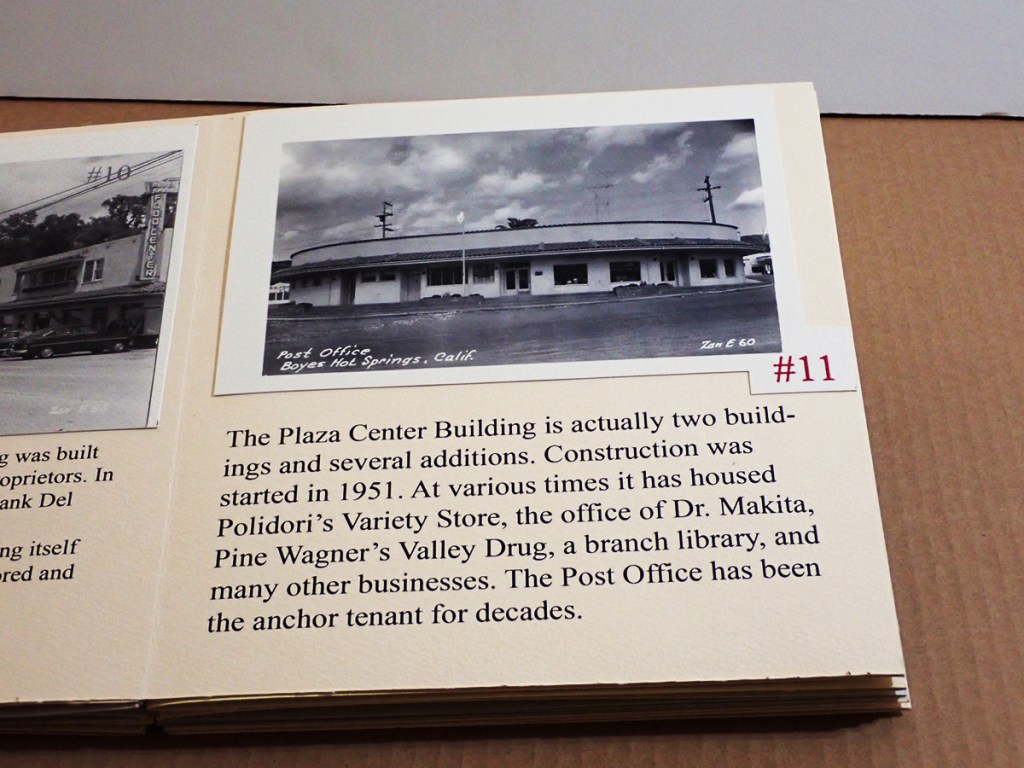 #10
FOOD CENTER
Zan E 60
g was built
oprietors. In
ank Del
ng itself
ored and
Post Office
Boyes Hot Springs, Calif.
Zan E 60
#11
The Plaza Center Building is actually two build-
ings and several additions. Construction was
started in 1951. At various times it has housed
Polidori's Variety Store, the office of Dr. Makita,
Pine Wagner's Valley Drug, a branch library, and
many other businesses. The Post Office has been
the anchor tenant for decades.